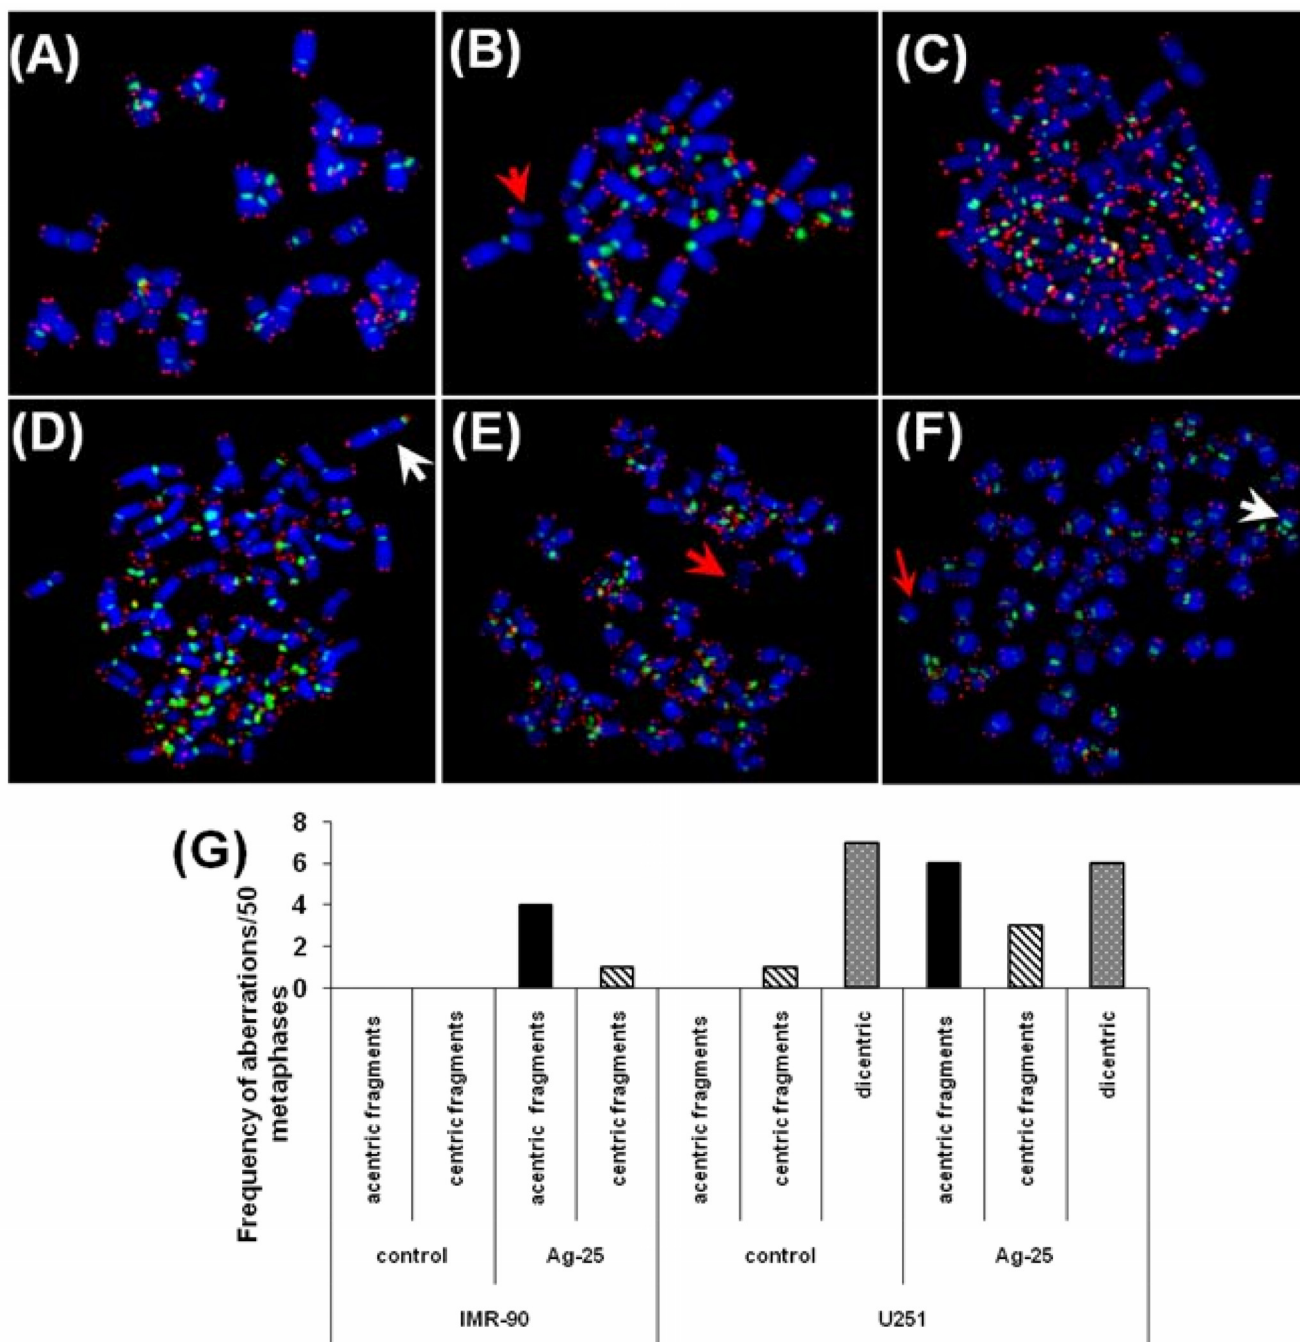 (A)
(B)
(C)
(D)
(E)
(F)
(G)
Frequency of aberrations/50
metaphases
8
6
4
2
0
acentric fragments
centric fragments
acentric fragments
centric fragments
acentric fragments
centric fragments
dicentric
acentric fragments
centric fragments
dicentric
control
Ag-25
control
Ag-25
IMR-90
U251